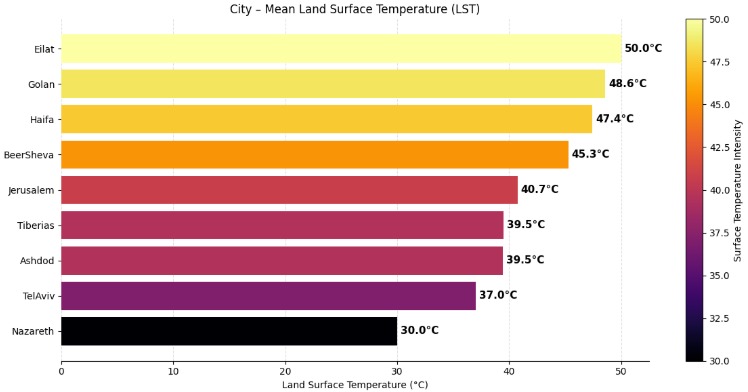 City – Mean Land Surface Temperature (LST)
Eilat
50.0°C
Golan
48.6°C
Haifa
47.4°C
BeerSheva
45.3°C
Jerusalem
40.7°C
Tiberias
39.5°C
Ashdod
39.5°C
TelAviv
37.0°C
Nazareth
30.0°C
0 10 20 30 40 50
Land Surface Temperature (°C)
50.0
47.5
45.0
42.5
40.0
37.5
35.0
32.5
30.0
Surface Temperature Intensity